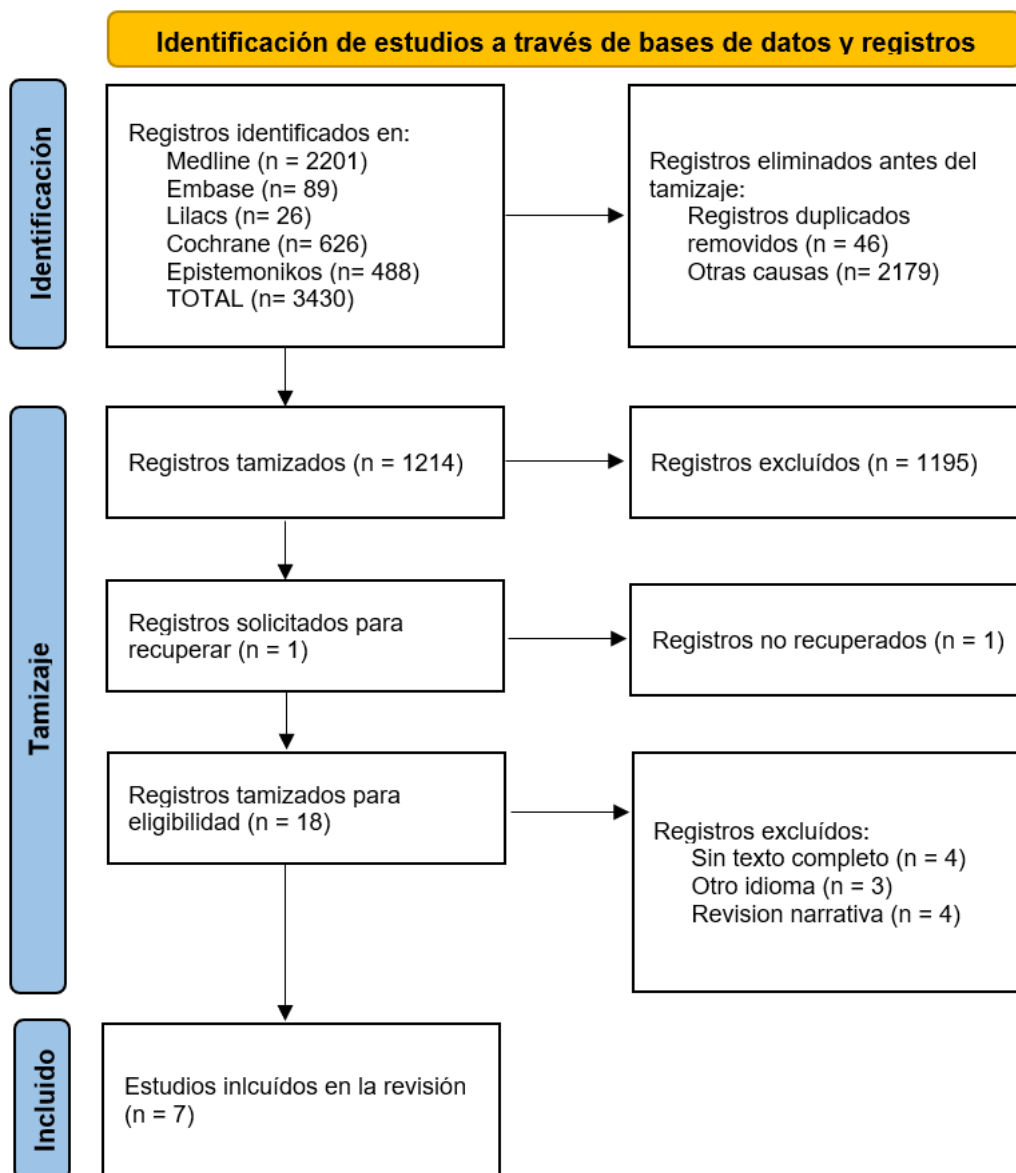 Identificación de estudios a través de bases de datos y registros
Identificación
Registros identificados en:
Medline (n = 2201)
Embase (n= 89)
Lilacs (n= 26)
Cochrane (n= 626)
Epistemonikos (n= 488)
TOTAL (n= 3430)
Registros eliminados antes del
tamizaje:
Registros duplicados
removidos (n = 46)
Otras causas (n= 2179)
Tamizaje
Registros tamizados (n = 1214)
Registros excluídos (n = 1195)
Registros solicitados para
recuperar (n = 1)
Registros no recuperados (n = 1)
Registros tamizados para
eligibilidad (n = 18)
Registros excluídos:
Sin texto completo (n = 4)
Otro idioma (n = 3)
Revision narrativa (n = 4)
Incluido
Estudios inlcuídos en la revisión
(n = 7)